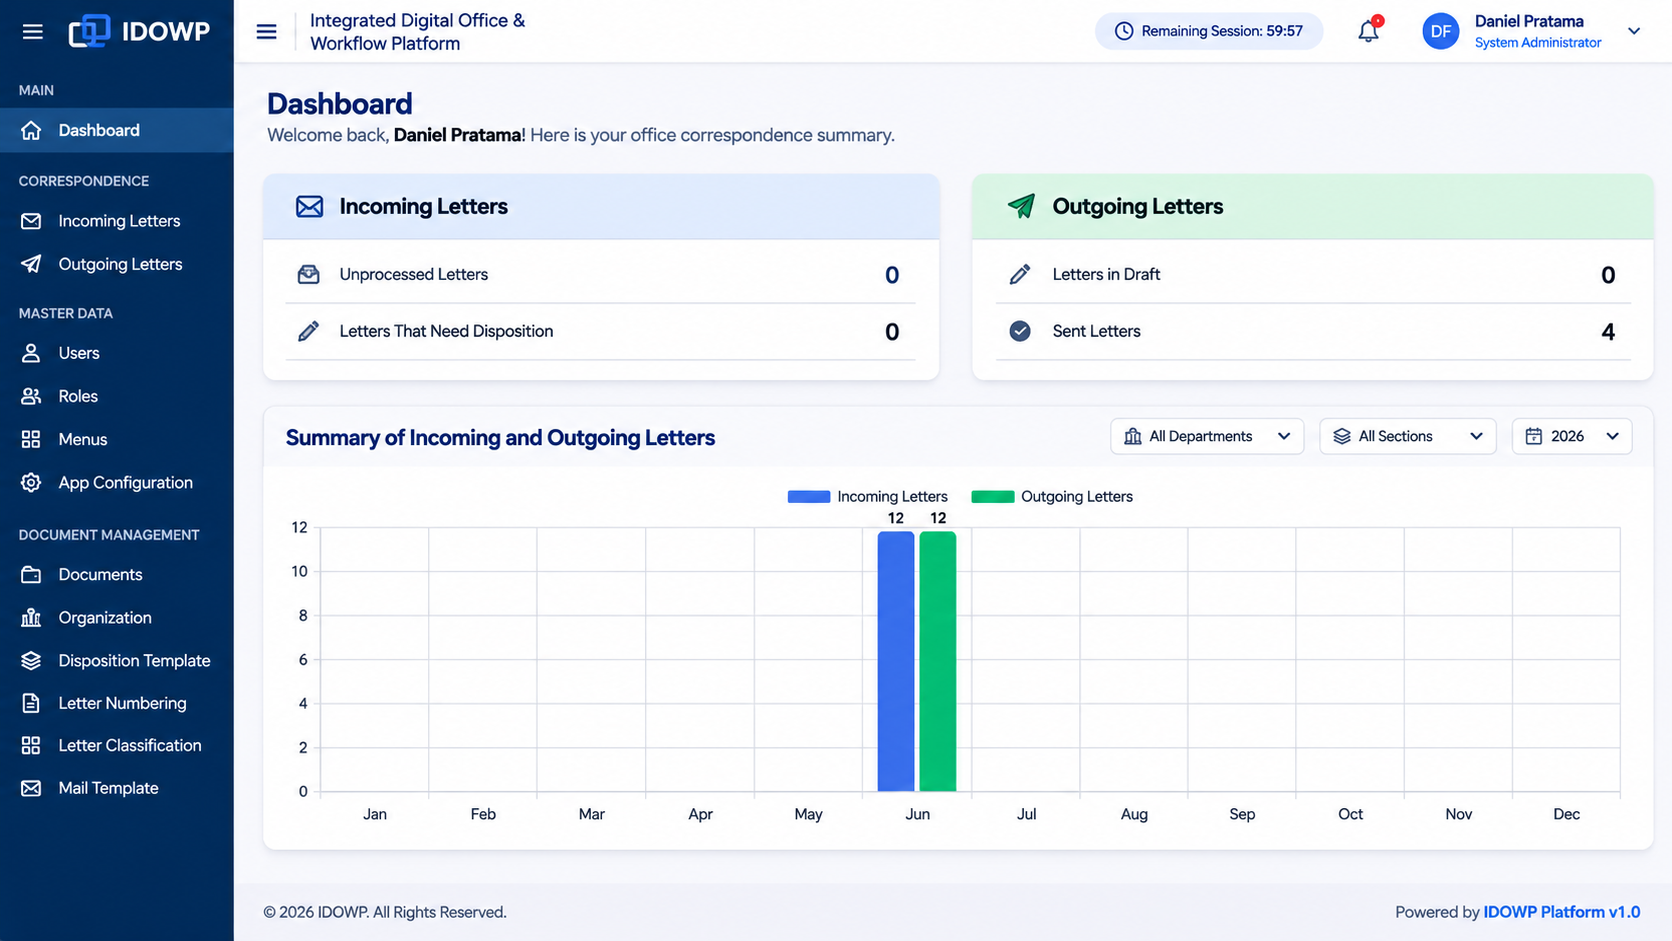 IDOWP
MAIN
Dashboard
CORRESPONDENCE
Incoming Letters
Outgoing Letters
MASTER DATA
Users
Roles
Menus
App Configuration
DOCUMENT MANAGEMENT
Documents
Organization
Disposition Template
Letter Numbering
Letter Classification
Mail Template
Integrated Digital Office &
Workflow Platform
Remaining Session: 59:57
DF
Daniel Pratama
System Administrator
Dashboard
Welcome back, Daniel Pratama! Here is your office correspondence summary.
Incoming Letters
Unprocessed Letters 0
Letters That Need Disposition 0
Outgoing Letters
Letters in Draft 0
Sent Letters 4
Summary of Incoming and Outgoing Letters
All Departments
All Sections
2026
Incoming Letters Outgoing Letters
12 12
12
10
8
6
4
2
0
Jan Feb Mar Apr May Jun Jul Aug Sep Oct Nov Dec
© 2026 IDOWP. All Rights Reserved.
Powered by IDOWP Platform v1.0